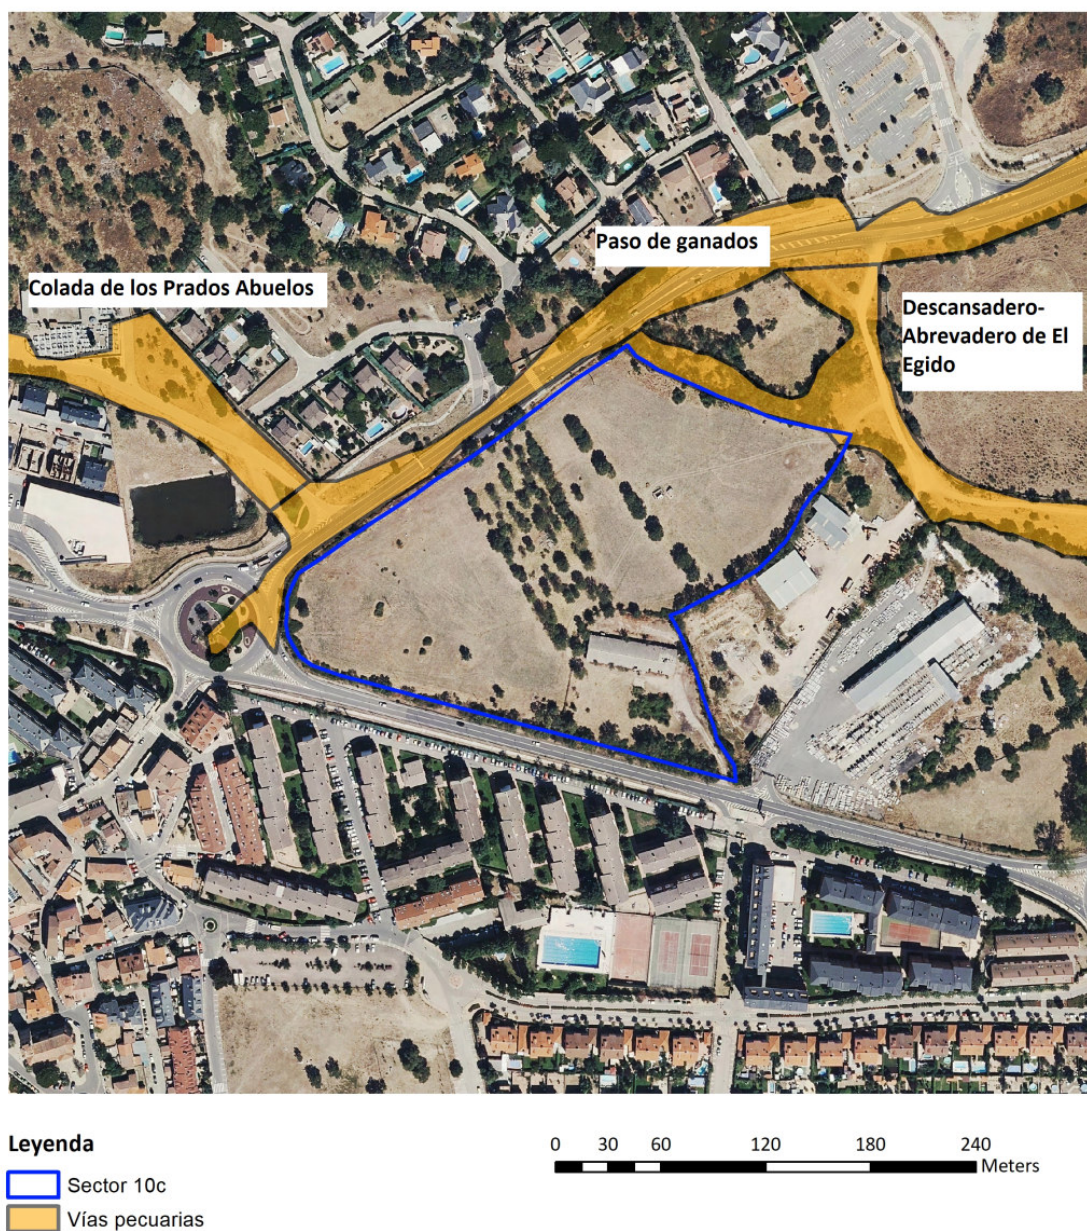 Paso de ganados
Colada de los Prados Abuelos
Descansadero-
Abrevadero de El
Egido
Leyenda
Sector 10c
Vías pecuarias
0 30 60 120 180 240
Meters